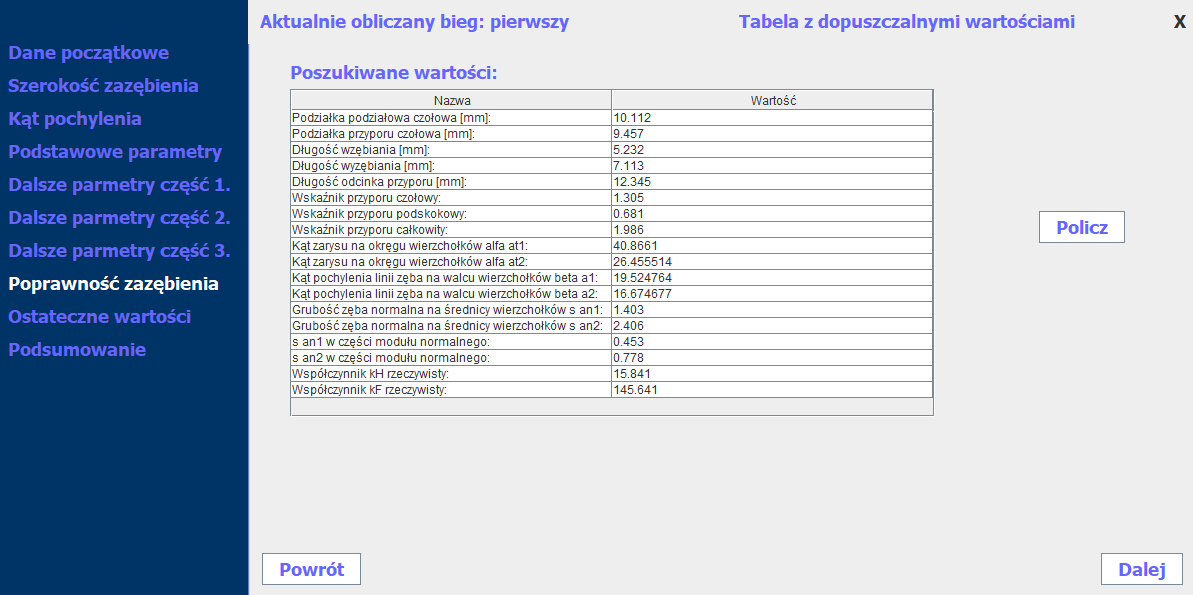 Aktualnie obliczany bieg: pierwszy
Tabela z dopuszczalnymi wartościami
X
Dane początkowe
Szerokość zazębienia
Kąt pochylenia
Podstawowe parametry
Dalsze parmetry część 1.
Dalsze parmetry część 2.
Dalsze parmetry część 3.
Poprawność zazębienia
Ostateczne wartości
Podsumowanie
Poszukiwane wartości:
Nazwa Wartość
Podziałka podziałowa czołowa [mm]: 10.112
Podziałka przyporu czołowa [mm]: 9.457
Długość wzębiania [mm]: 5.232
Długość wyzębiania [mm]: 7.113
Długość odcinka przyporu [mm]: 12.345
Wskaźnik przyporu czołowy: 1.305
Wskaźnik przyporu podskokowy: 0.681
Wskaźnik przyporu całkowity: 1.986
Kąt zarysu na okręgu wierzchołków alfa at1: 40.8661
Kąt zarysu na okręgu wierzchołków alfa at2: 26.455514
Kąt pochylenia linii zęba na walcu wierzchołków beta a1: 19.524764
Kąt pochylenia linii zęba na walcu wierzchołków beta a2: 16.674677
Grubość zęba normalna na średnicy wierzchołków s an1: 1.403
Grubość zęba normalna na średnicy wierzchołków s an2: 2.406
s an1 w części modułu normalnego: 0.453
s an2 w części modułu normalnego: 0.778
Współczynnik kH rzeczywisty: 15.841
Współczynnik kF rzeczywisty: 145.641
Policz
Powrót
Dalej